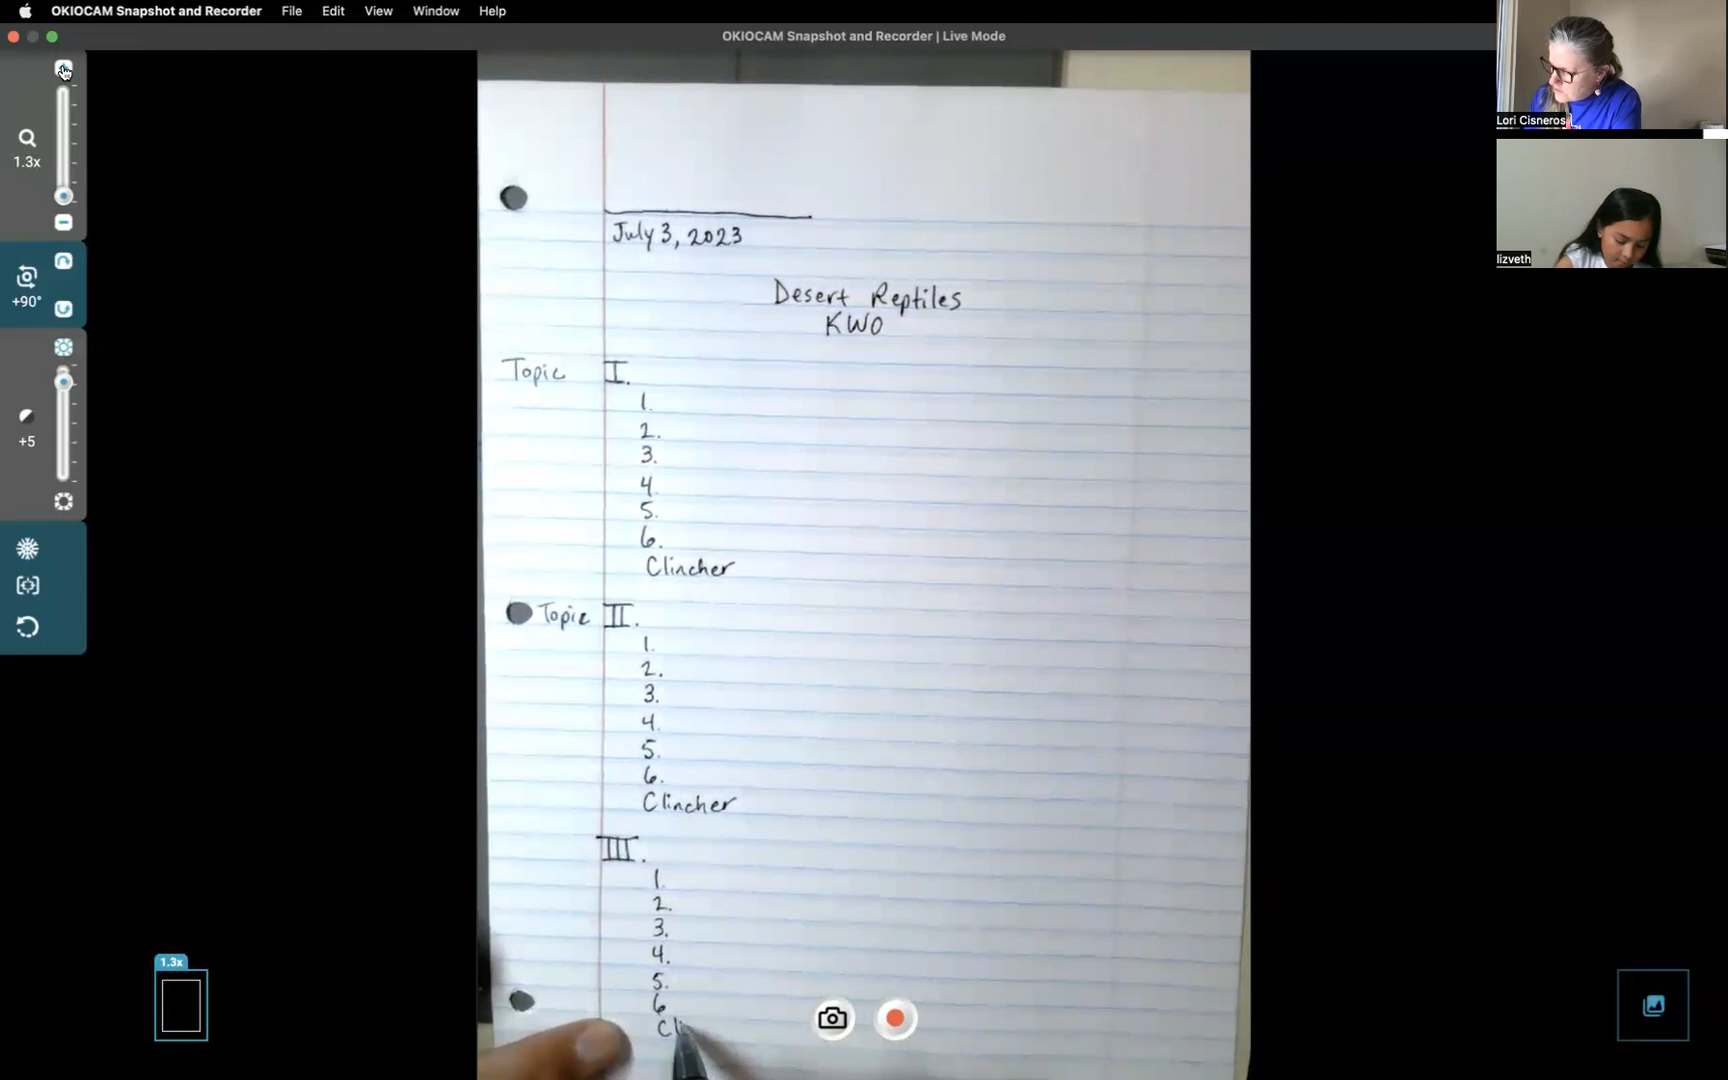 OKIOCAM Snapshot and Recorder File Edit View Window Help
OKIOCAM Snapshot and Recorder | Live Mode
Lori Cisneros
lizveth
1.3x
+90°
+5
July 3, 2023
Desert Reptiles
KWO
Topic I.
1.
2.
3.
4.
5.
6.
Clincher
Topic II.
1.
2.
3.
4.
5.
6.
Clincher
III.
1.
2.
3.
4.
5.
6
Cl
1.3x